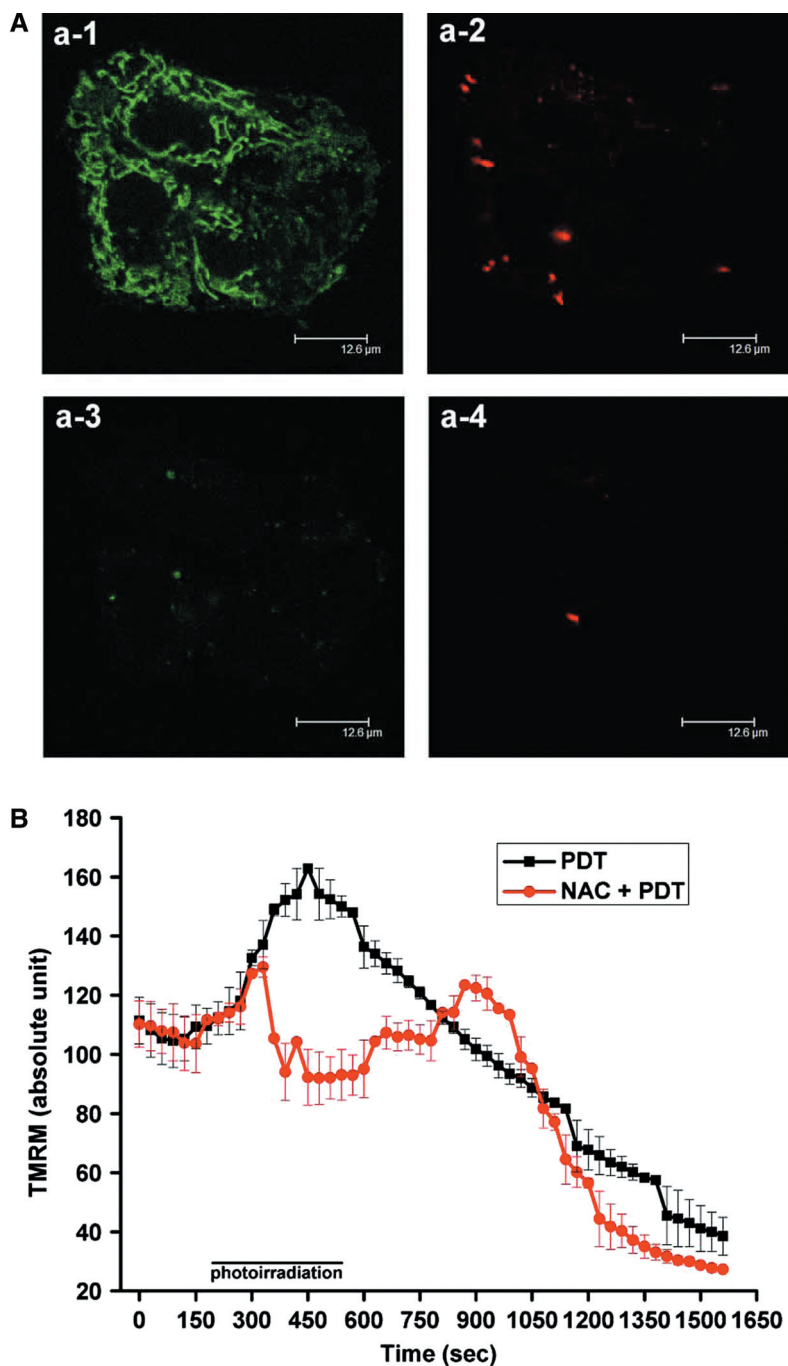 A
a-1
12.6 µm
a-2
12.6 µm
a-3
12.6 µm
a-4
12.6 µm
B
180
160
140
120
100
80
60
40
20
TMRM (absolute unit)
PDT
NAC + PDT
photoirradiation
0 150 300 450 600 750 900 1050 1200 1350 1500 1650
Time (sec)